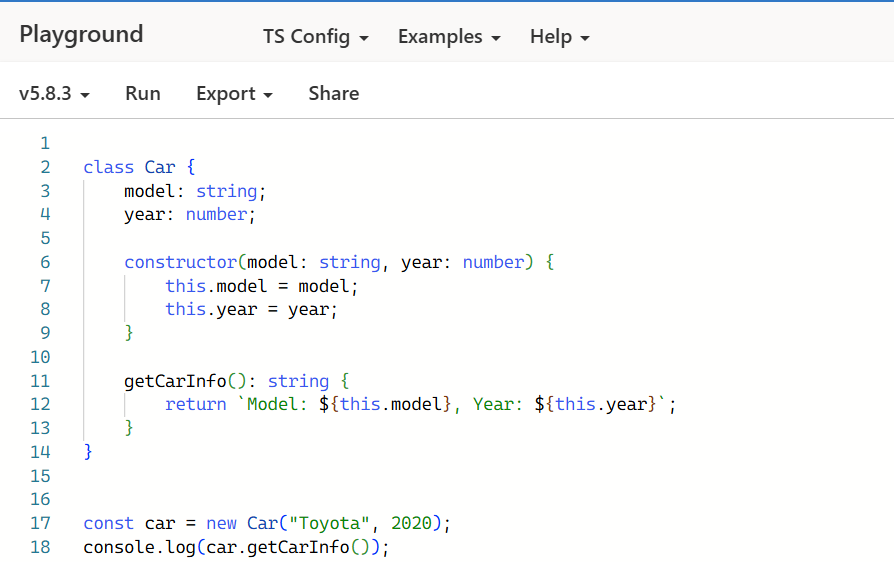 Playground TS Config Examples Help
v5.8.3 Run Export Share
1
2 class Car {
3     model: string;
4     year: number;
5
6     constructor(model: string, year: number) {
7         this.model = model;
8         this.year = year;
9     }
10
11     getCarInfo(): string {
12         return `Model: ${this.model}, Year: ${this.year}`;
13     }
14 }
15
16
17 const car = new Car("Toyota", 2020);
18 console.log(car.getCarInfo());